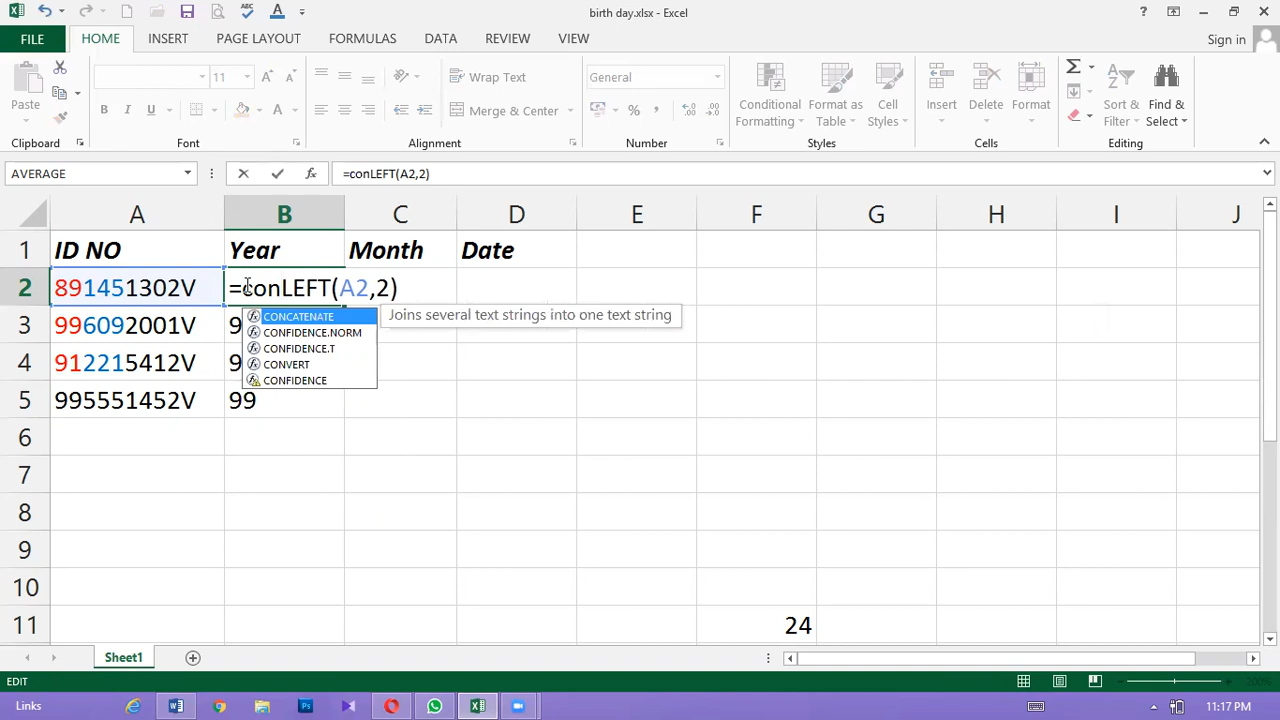 birth day.xlsx - Excel
FILE HOME INSERT PAGE LAYOUT FORMULAS DATA REVIEW VIEW Sign in
11 Wrap Text General
Paste B I U Merge & Center % , Conditional Formatting Format as Table Cell Styles Insert Delete Format Sort & Filter Find & Select
Clipboard Font Alignment Number Styles Cells Editing
AVERAGE =conLEFT(A2,2)
A B C D E F G H I J
1 ID NO Year Month Date
2 891451302V =conLEFT(A2,2)
CONCATENATE Joins several text strings into one text string
3 996092001V 9
CONFIDENCE.NORM
CONFIDENCE.T
4 912215412V 9
CONVERT
CONFIDENCE
5 995551452V 99
6
7
8
9
10
11 24
Sheet1
EDIT 200%
Links 11:17 PM